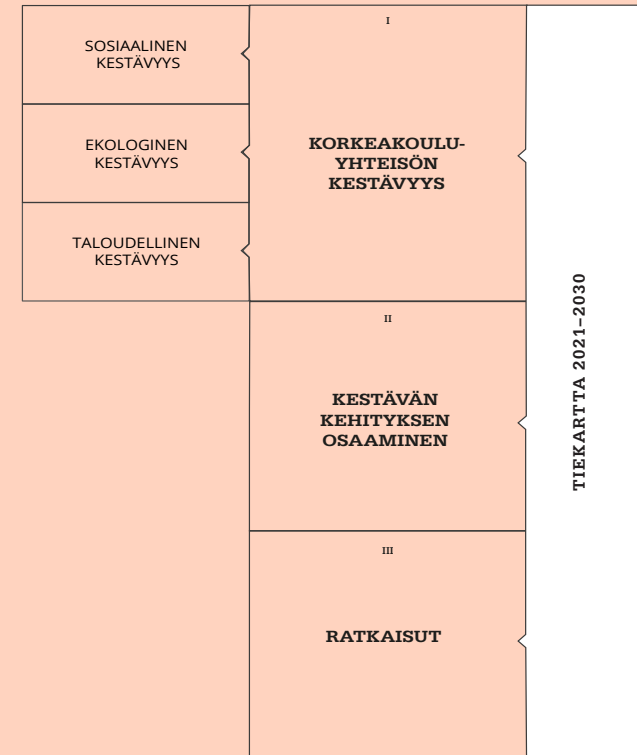 SOSIAALINEN
KESTÄVYYS
EKOLOGINEN
KESTÄVYYS
TALOUDELLINEN
KESTÄVYYS
I
KORKEAKOULU-
YHTEISÖN
KESTÄVYYS
II
KESTÄVÄN
KEHITYKSEN
OSAAMINEN
III
RATKAISUT
TIEKARTTA 2021–2030